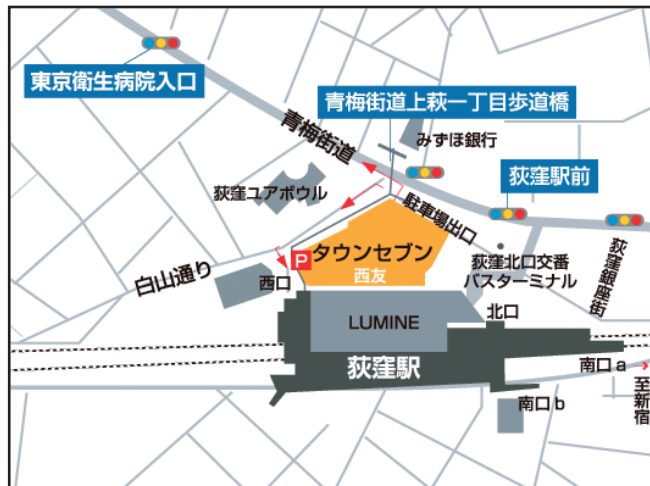 東京衛生病院入口
青梅街道上萩一丁目歩道橋
青梅街道
みずほ銀行
荻窪駅前
荻窪ユアボウル
駐車場出口
P
タウンセブン
西友
荻窪北口交番
バスターミナル
荻窪銀座街
白山通り
西口
北口
LUMINE
荻窪駅
南口a
南口b
至新宿